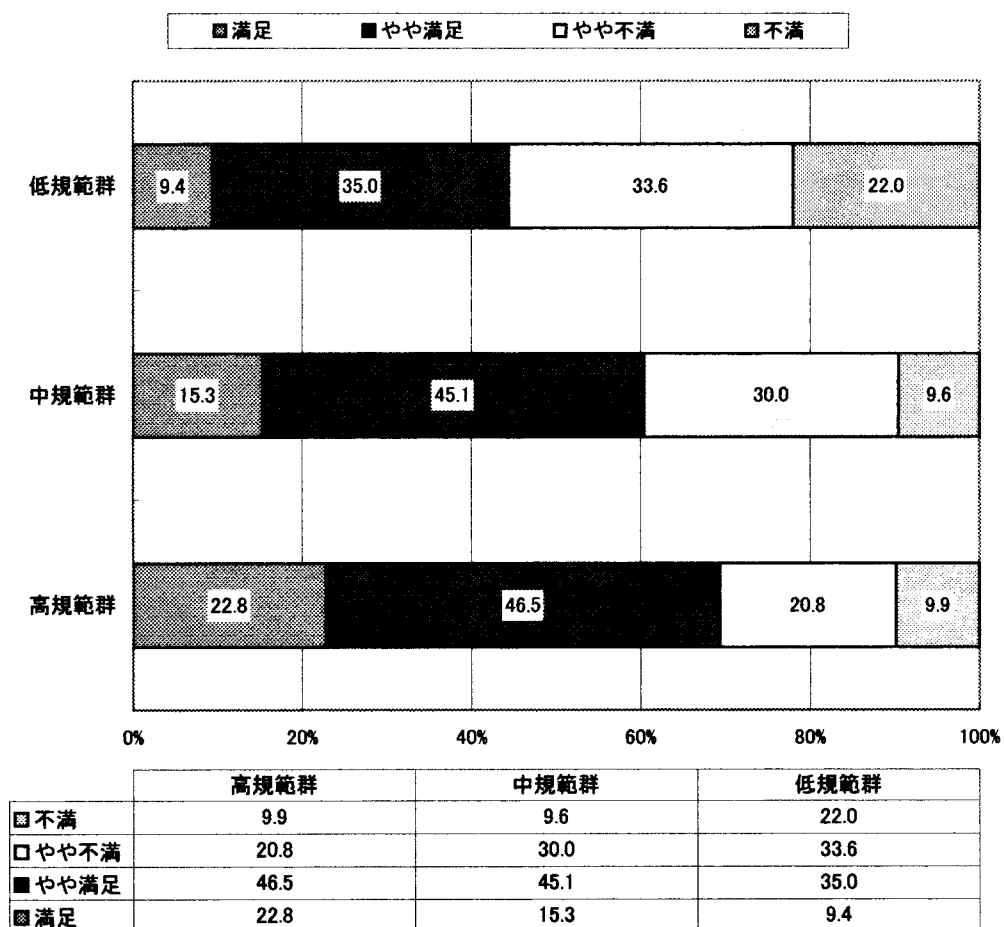 満足 やや満足 やや不満 不満
低規範群 9.4 35.0 33.6 22.0
中規範群 15.3 45.1 30.0 9.6
高規範群 22.8 46.5 20.8 9.9
0% 20% 40% 60% 80% 100%
高規範群 中規範群 低規範群
不満 9.9 9.6 22.0
やや不満 20.8 30.0 33.6
やや満足 46.5 45.1 35.0
満足 22.8 15.3 9.4